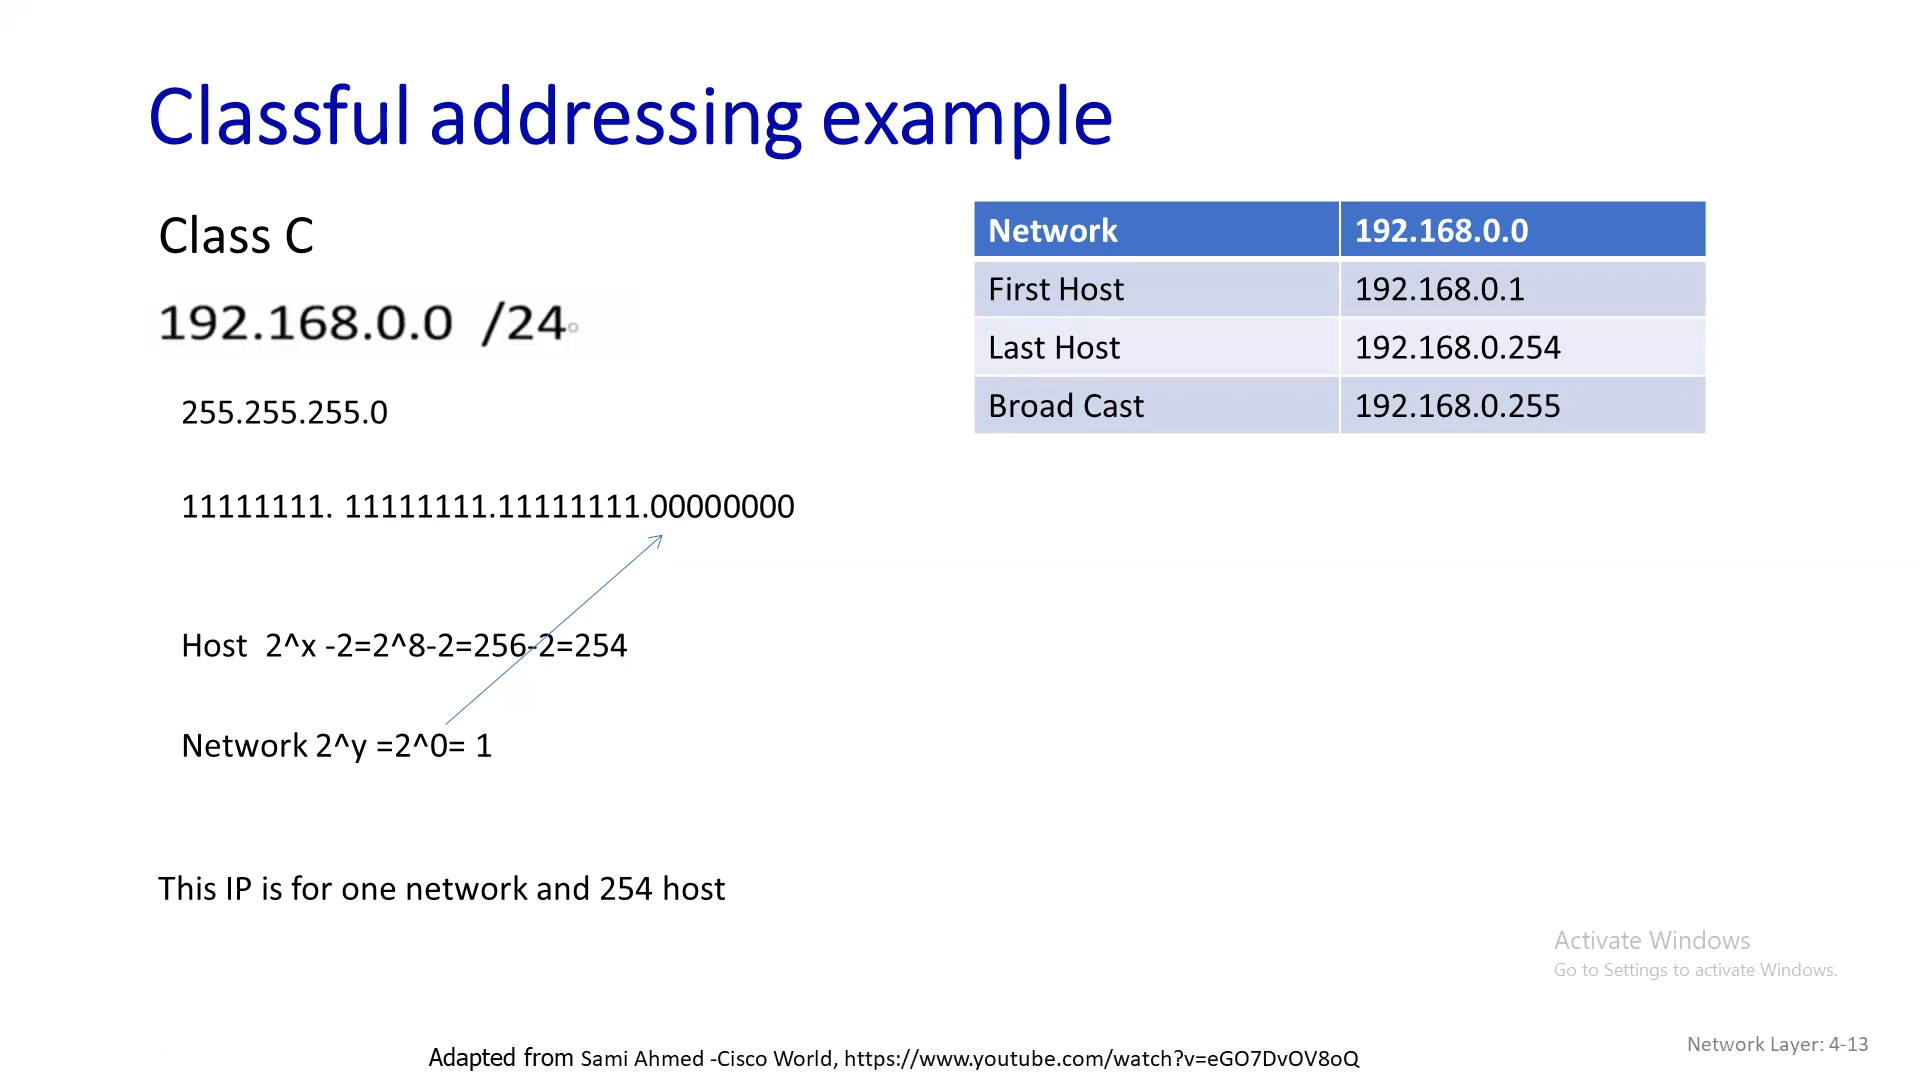 Classful addressing example
Class C
192.168.0.0 /24
255.255.255.0
11111111. 11111111.11111111.00000000
Host 2^x -2=2^8-2=256-2=254
Network 2^y =2^0= 1
This IP is for one network and 254 host
Network 192.168.0.0
First Host 192.168.0.1
Last Host 192.168.0.254
Broad Cast 192.168.0.255
Activate Windows
Go to Settings to activate Windows.
Adapted from Sami Ahmed -Cisco World, https://www.youtube.com/watch?v=eGO7DvOV8oQ
Network Layer: 4-13